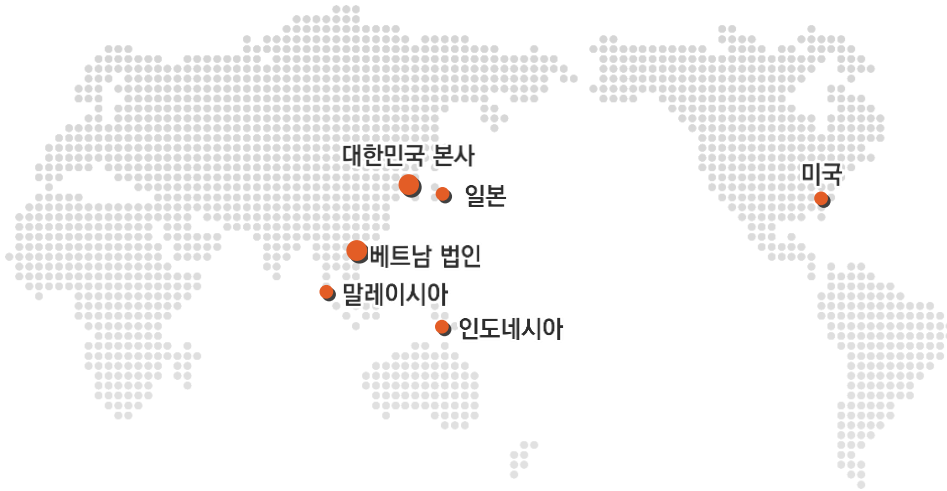 대한민국 본사
미국
일본
베트남 법인
말레이시아
인도네시아